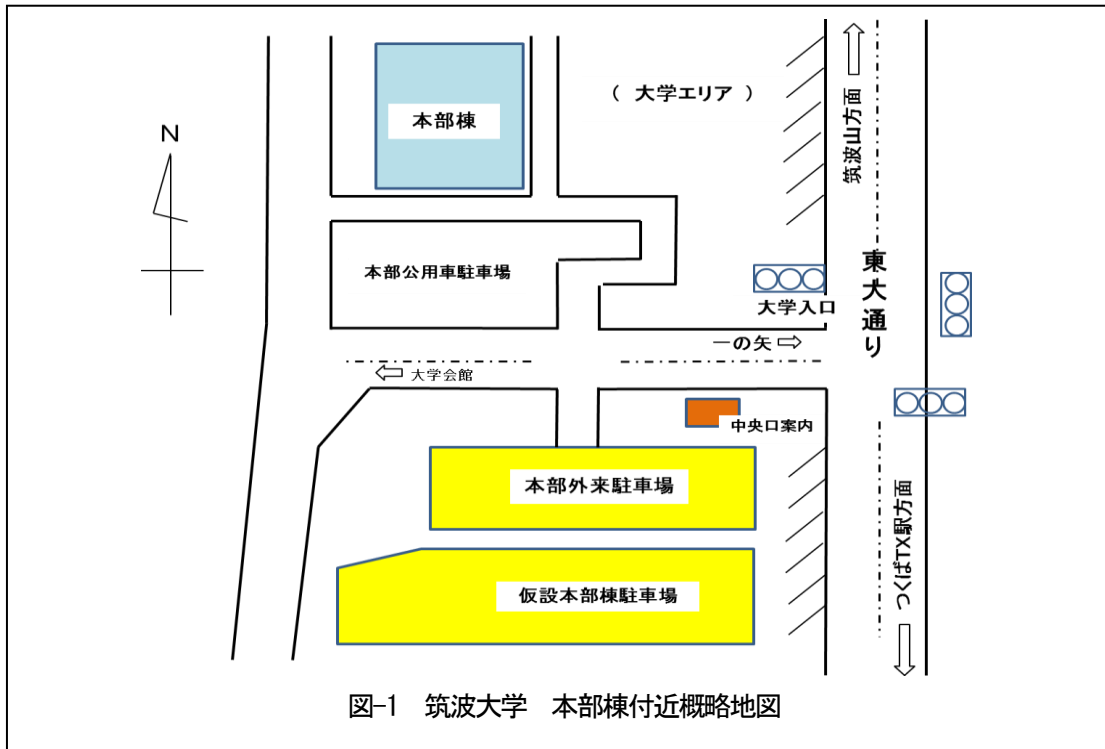 (大学エリア)
筑波山方面
本部棟
N
本部公用車駐車場
東大通り
大学入口
一の矢
大学会館
中央口案内
本部外来駐車場
つくばTX駅方面
仮設本部棟駐車場
図-1 筑波大学 本部棟付近概略地図